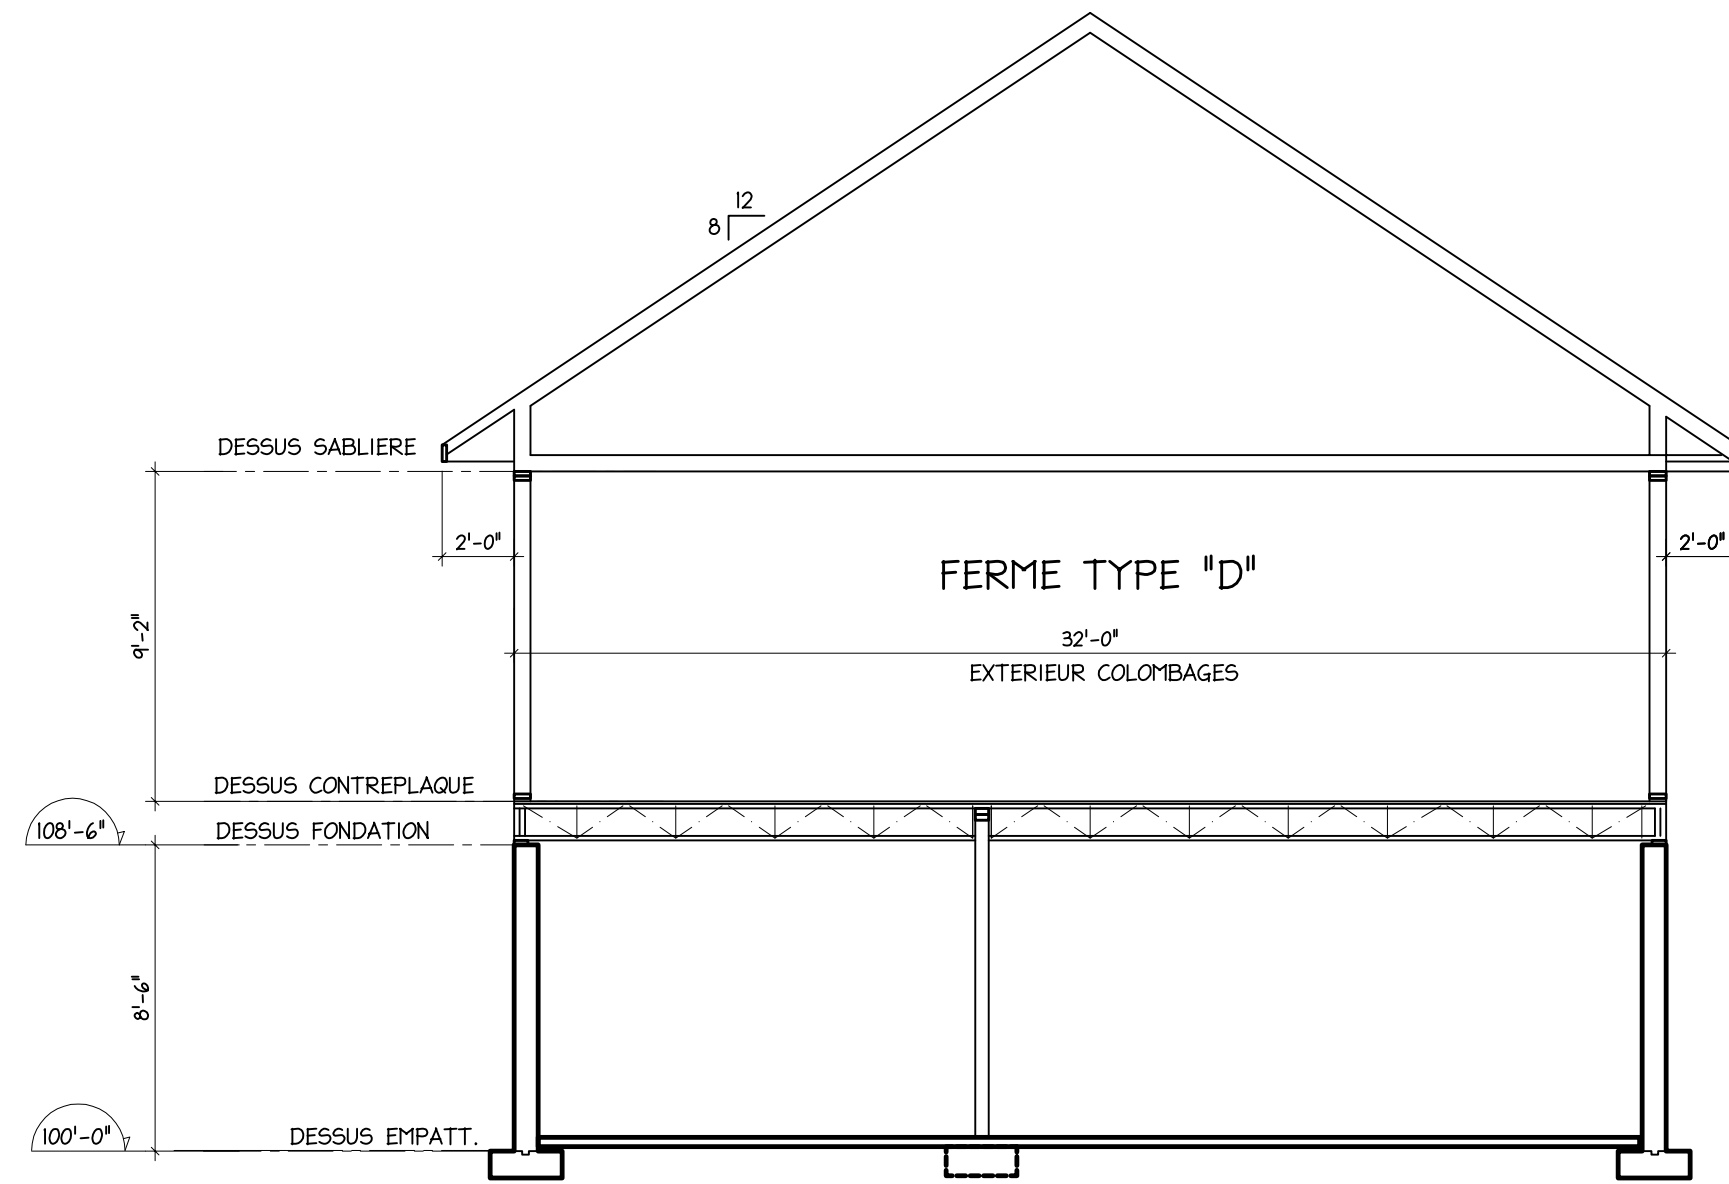 12
8
DESSUS SABLIERE
2'-0"
2'-0"
FERME TYPE "D"
9'-2"
32'-0"
EXTERIEUR COLOMBAGES
DESSUS CONTREPLAQUE
108'-6"
DESSUS FONDATION
8'-6"
100'-0"
DESSUS EMPATT.